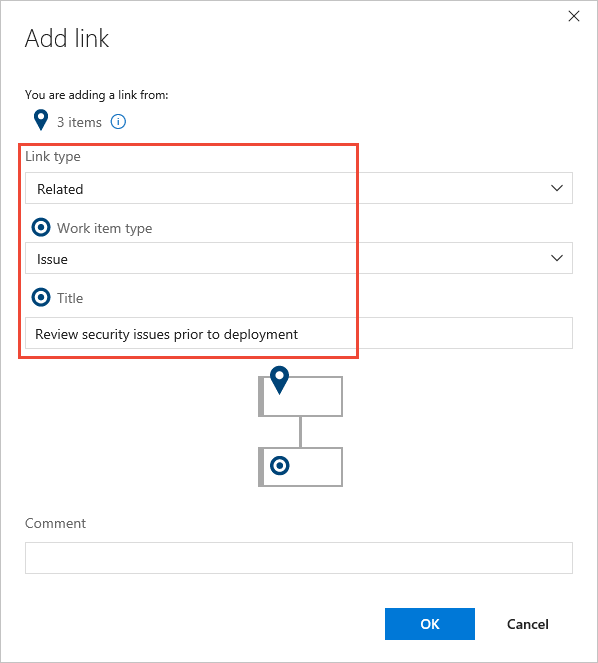 Add link
You are adding a link from:
3 items
Link type
Related
Work item type
Issue
Title
Review security issues prior to deployment
Comment
OK Cancel